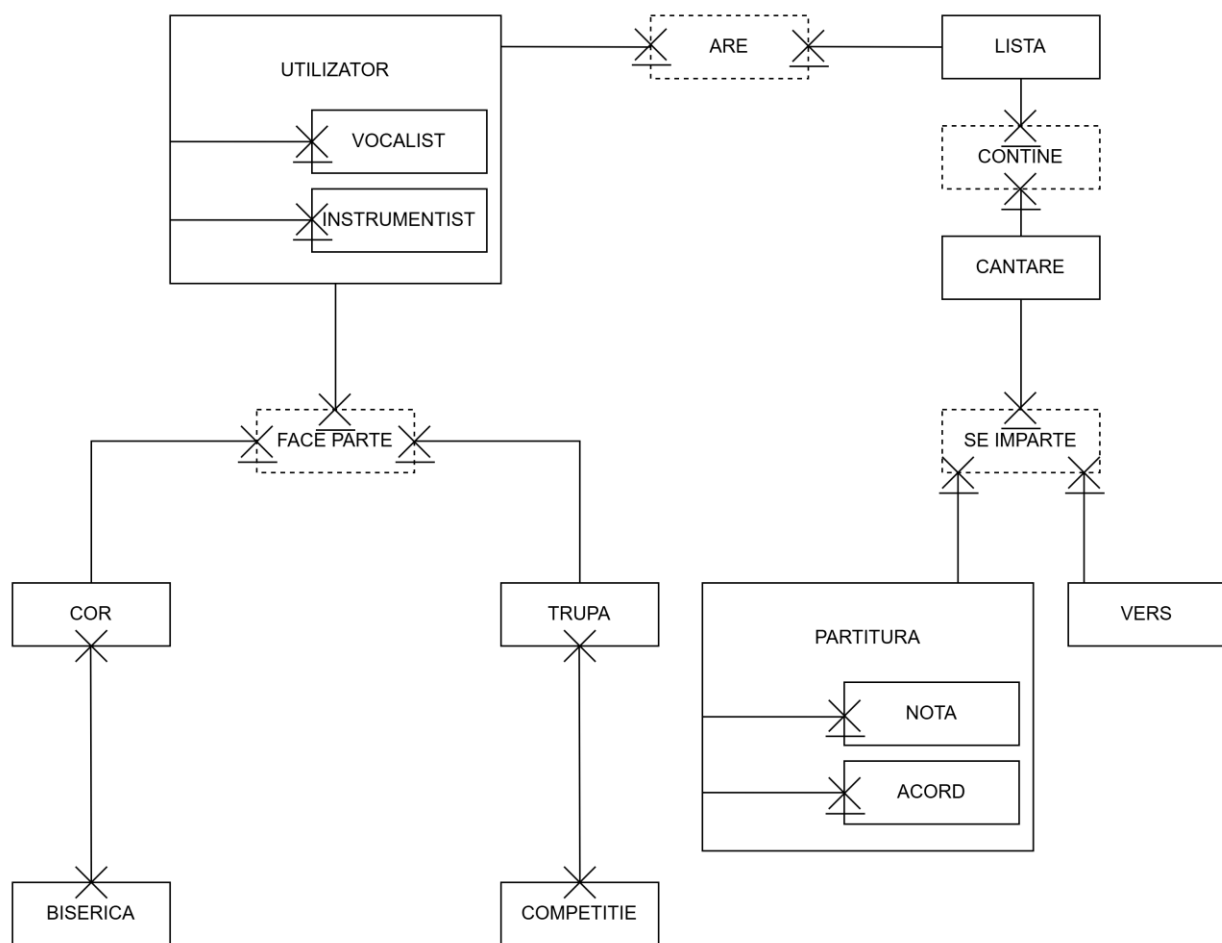 UTILIZATOR
VOCALIST
INSTRUMENTIST
ARE
LISTA
CONTINE
CANTARE
FACE PARTE
SE IMPARTE
COR
TRUPA
PARTITURA
NOTA
ACORD
VERS
BISERICA
COMPETITIE